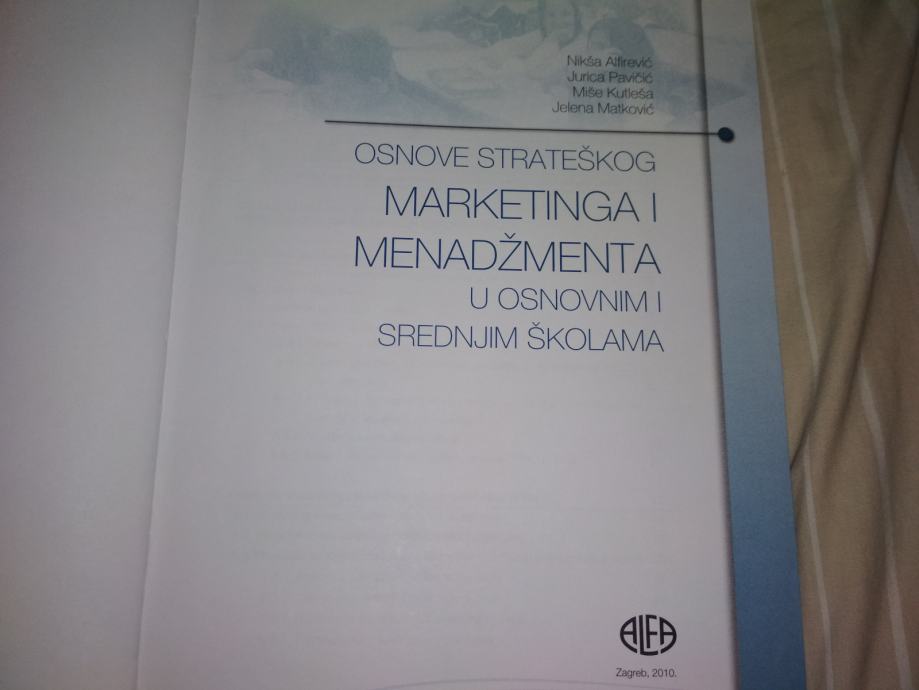 Nikša Alfirević
Jurica Pavičić
Miše Kutleša
Jelena Matković
OSNOVE STRATEŠKOG
MARKETINGA I
MENADŽMENTA
U OSNOVNIM I
SREDNJIM ŠKOLAMA
ALFA
Zagreb, 2010.